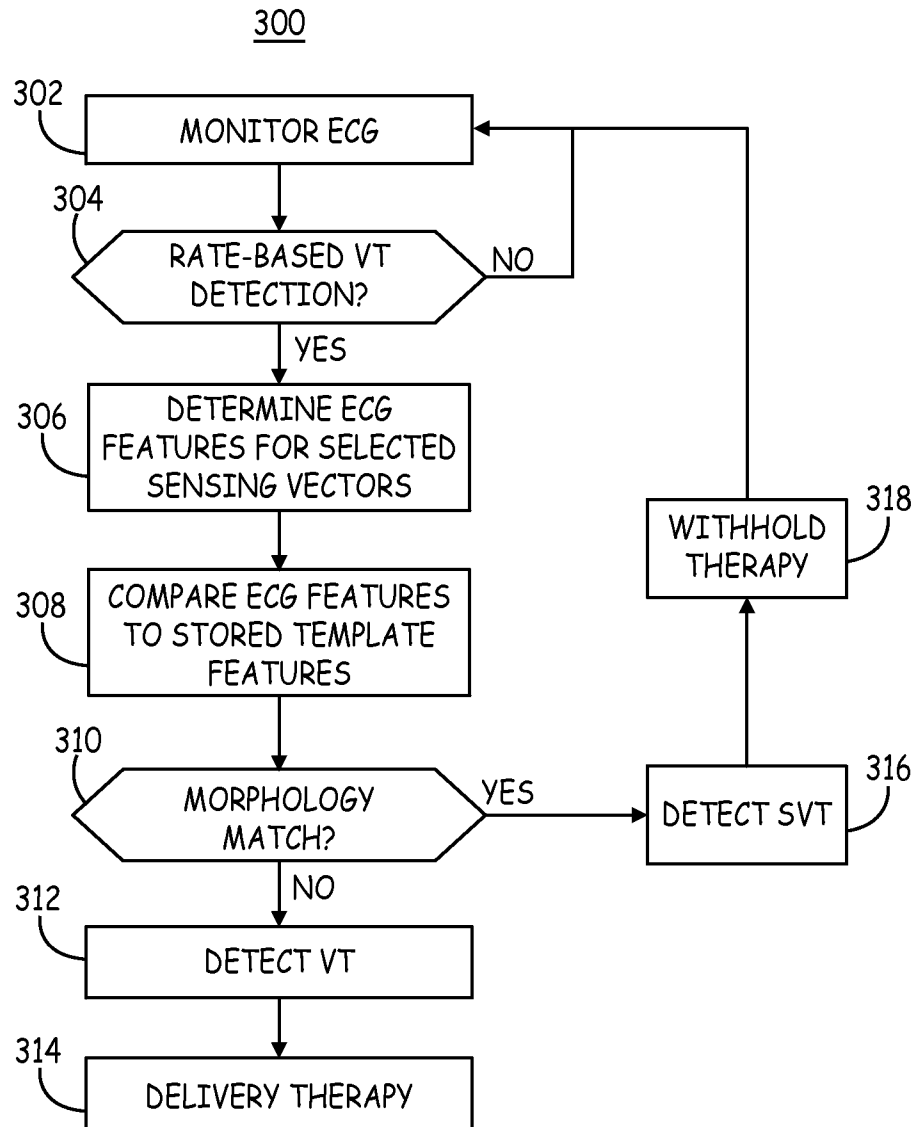 300
302
MONITOR ECG
304
RATE-BASED VT
DETECTION?
NO
YES
306
DETERMINE ECG
FEATURES FOR SELECTED
SENSING VECTORS
308
COMPARE ECG FEATURES
TO STORED TEMPLATE
FEATURES
310
MORPHOLOGY
MATCH?
YES
NO
312
DETECT VT
314
DELIVERY THERAPY
316
DETECT SVT
318
WITHHOLD
THERAPY